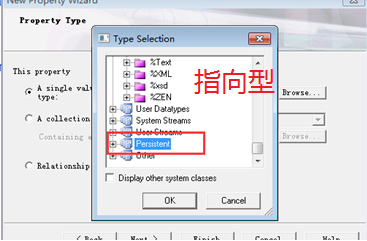 New Property Wizard
Property Type
This property
A single valu
type:
Browse...
A collection
Containing e
Browse...
Relationship
Type Selection
%Text
%XML
%xsd
%ZEN
User Datatypes
System Streams
User Streams
Persistent
Other
Display other system classes
OK
Cancel
指向型
< Back
Next >
Finish
Cancel
Help